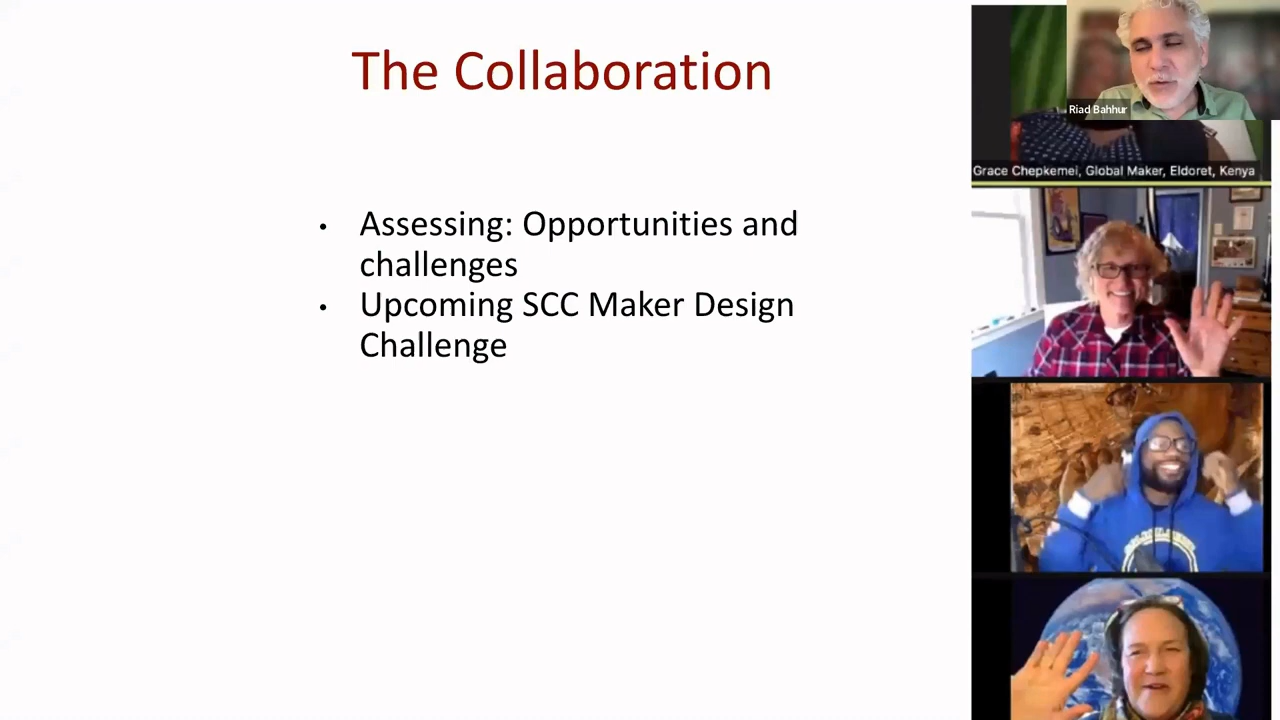 The Collaboration
• Assessing: Opportunities and
challenges
• Upcoming SCC Maker Design
Challenge
Riad Bahhur
Grace Chepkemei, Global Maker, Eldoret, Kenya